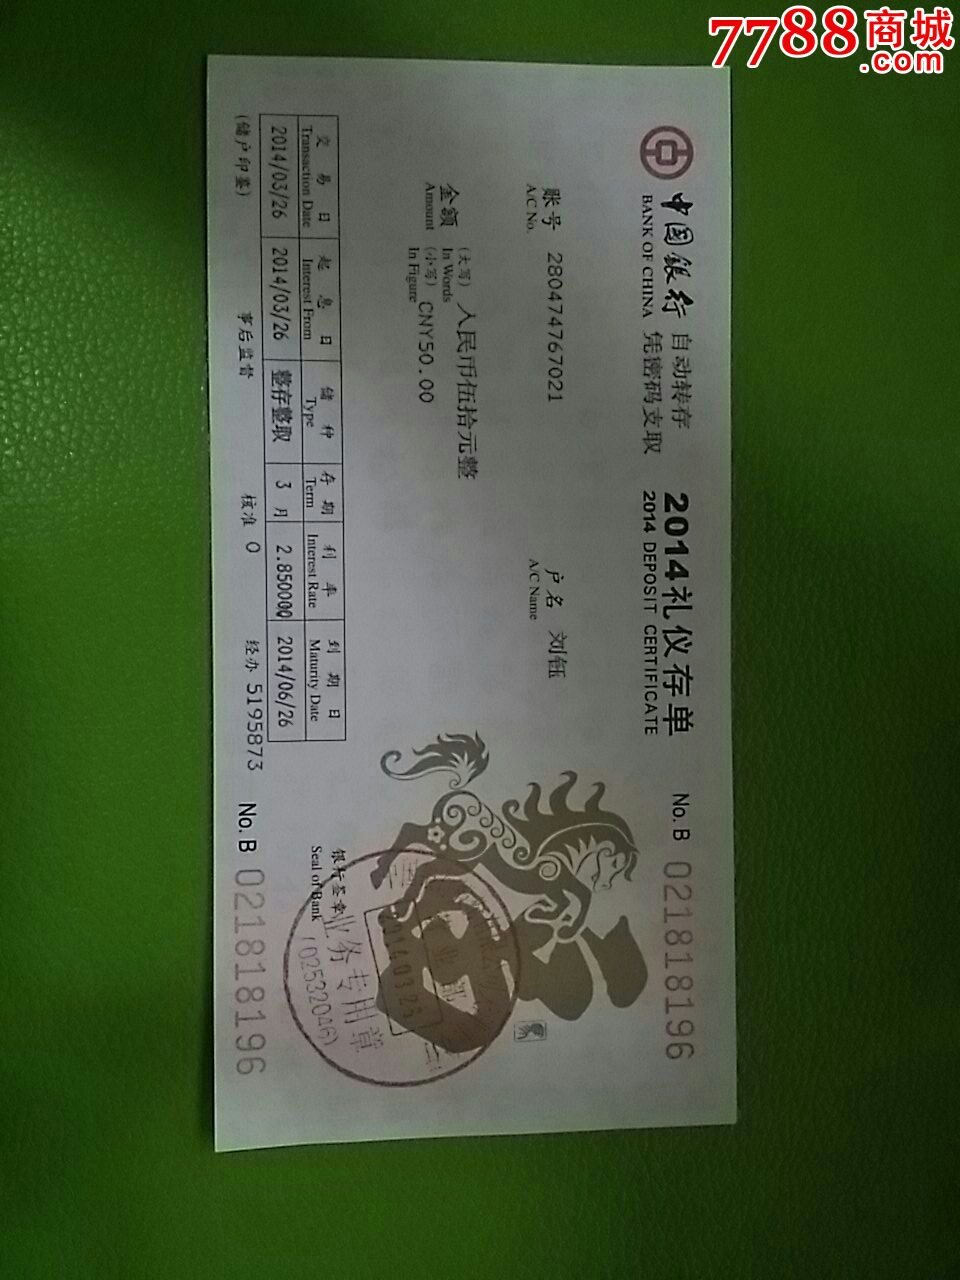 7788商城
.com
中国银行
BANK OF CHINA
自动转存
凭密码支取
2014礼仪存单
2014 DEPOSIT CERTIFICATE
No. B 021818196
账号 280474767021
A/C No.
户名 刘钰
A/C Name
金额 (大写) 人民币伍拾元整
Amount In Words
(小写) CNY50.00
In Figure
交易日 起息日 储种 存期 利率 到期日
Transaction Date Interest From Type Term Interest Rate Maturity Date
2014/03/26 2014/03/26 整存整取 3 月 2.850000 2014/06/26
银行签章
Seal of Bank
2014.03.23
业务专用章
(02532046)
(储户印鉴) 事后监督 核准 0 经办 5195873 No. B 021818196